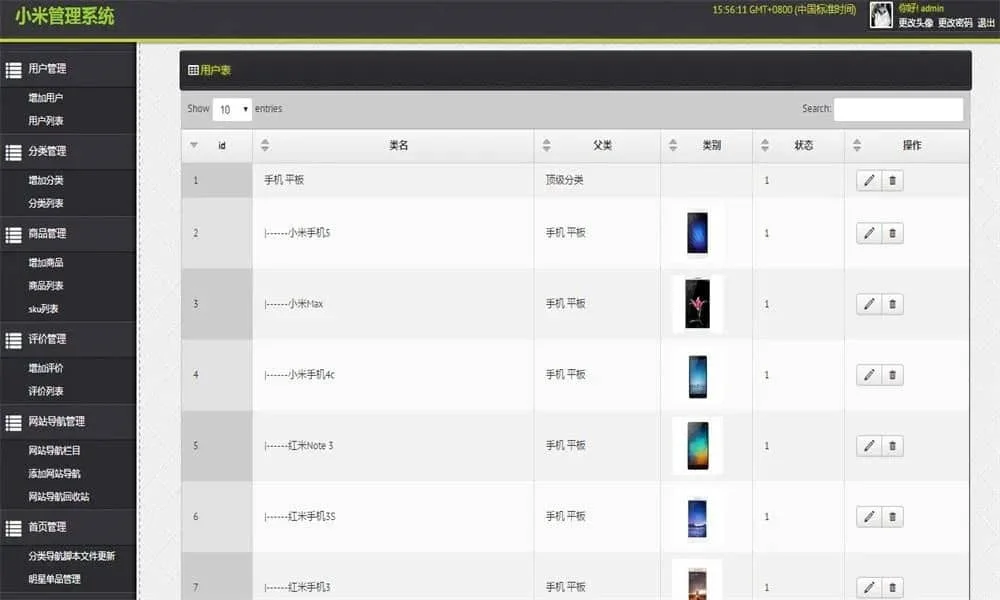 小米管理系统
15:56:11 GMT+0800 (中国标准时间)
你好! admin
更改头像 更改密码 退出
用户管理
增加用户
用户列表
分类管理
增加分类
分类列表
商品管理
增加商品
商品列表
sku列表
评价管理
增加评价
评价列表
网站导航管理
网站导航栏目
添加网站导航
网站导航回收站
首页管理
分类导航脚本文件更新
明星单品管理
用户表
Show 10 entries Search:
id 类名 父类 类别 状态 操作
1 手机 平板 顶级分类 1
2 |------小米手机5 手机 平板 1
3 |------小米Max 手机 平板 1
4 |------小米手机4c 手机 平板 1
5 |------红米Note 3 手机 平板 1
6 |------红米手机3S 手机 平板 1
7 |------红米手机3 手机 平板 1